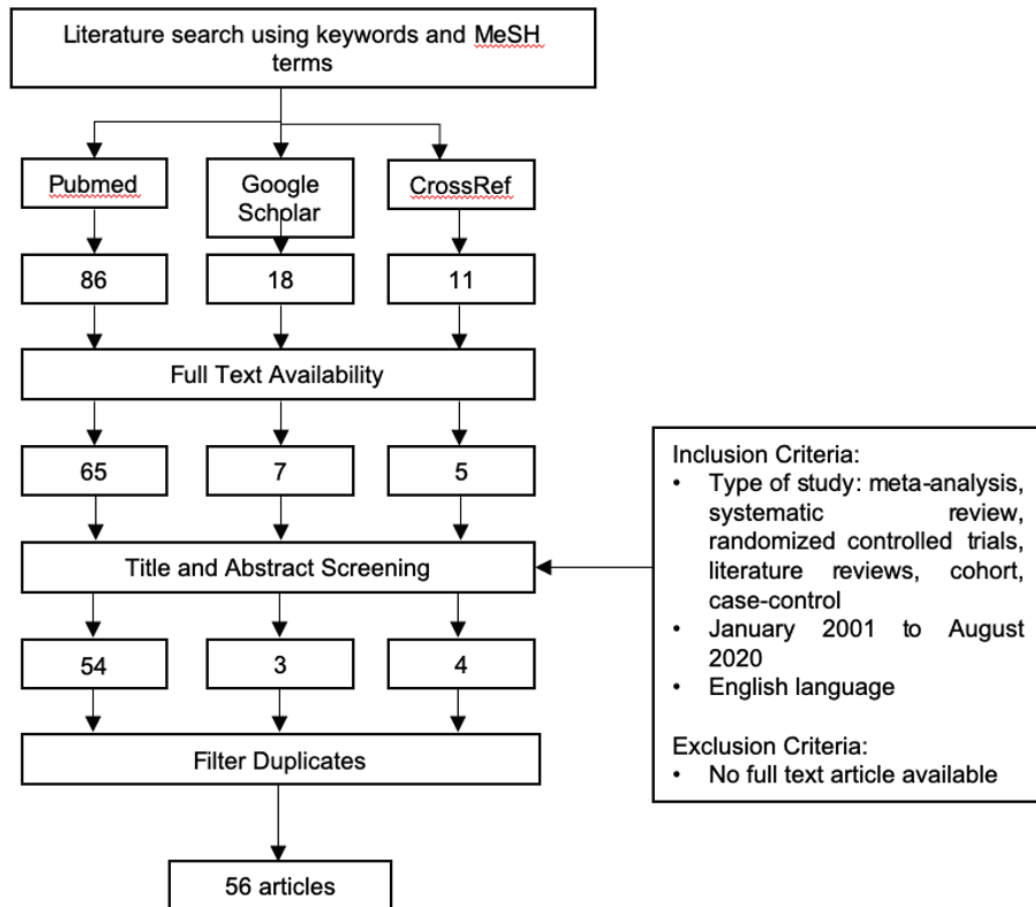 Literature search using keywords and MeSH
terms
Pubmed
Google
Scholar
CrossRef
86
18
11
Full Text Availability
65
7
5
Title and Abstract Screening
54
3
4
Filter Duplicates
56 articles
Inclusion Criteria:
• Type of study: meta-analysis,
systematic review,
randomized controlled trials,
literature reviews, cohort,
case-control
• January 2001 to August
2020
• English language
Exclusion Criteria:
• No full text article available